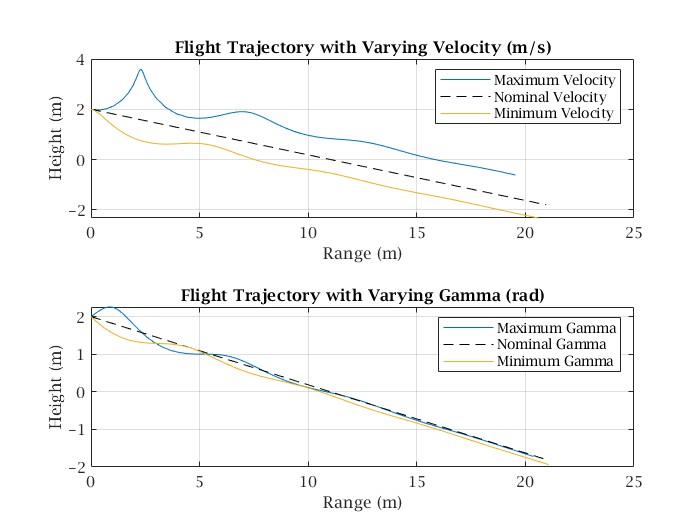 Flight Trajectory with Varying Velocity (m/s)
4
2
0
−2
Height (m)
Maximum Velocity
Nominal Velocity
Minimum Velocity
0 5 10 15 20 25
Range (m)
Flight Trajectory with Varying Gamma (rad)
2
1
0
−1
−2
Height (m)
Maximum Gamma
Nominal Gamma
Minimum Gamma
0 5 10 15 20 25
Range (m)